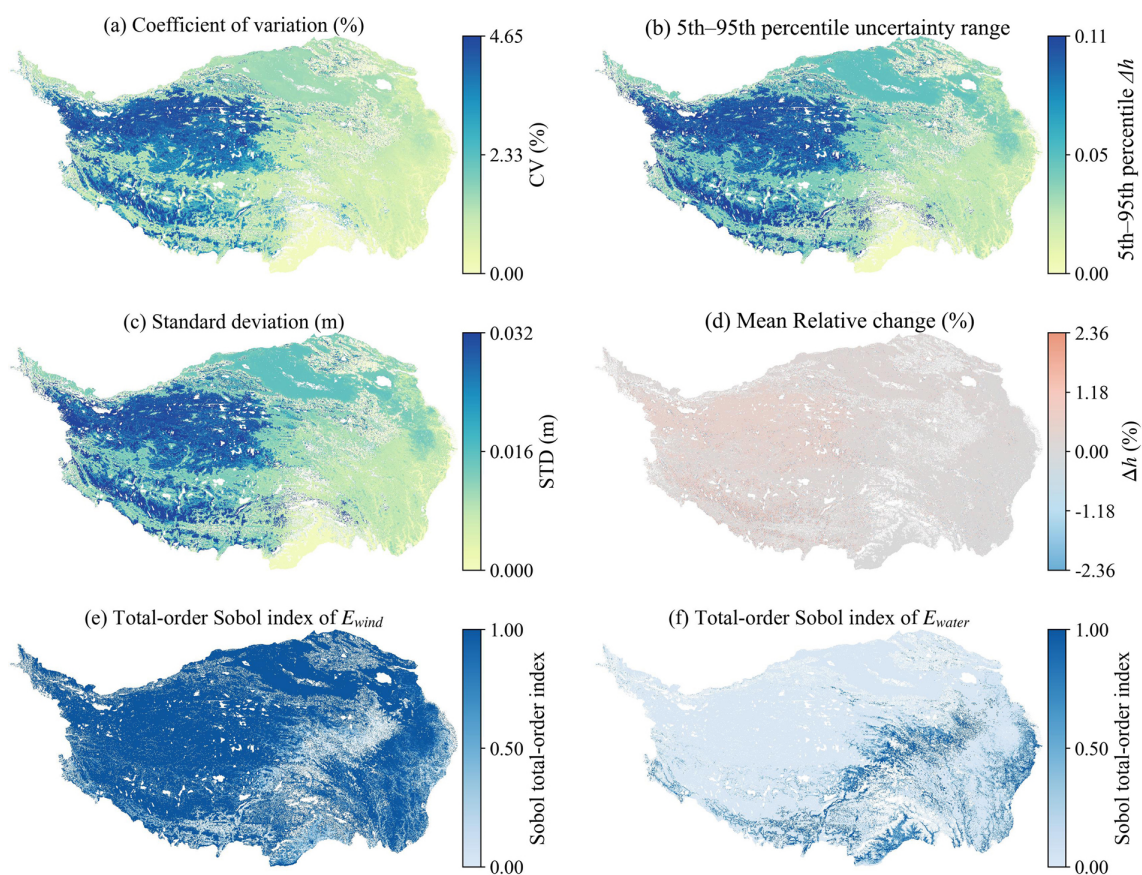 (a) Coefficient of variation (%)
4.65
2.33
0.00
CV (%)
(b) 5th–95th percentile uncertainty range
0.11
0.05
0.00
5th–95th percentile Δh
(c) Standard deviation (m)
0.032
0.016
0.000
STD (m)
(d) Mean Relative change (%)
2.36
1.18
0.00
-1.18
-2.36
Δh (%)
(e) Total-order Sobol index of Ewind
1.00
0.50
0.00
Sobol total-order index
(f) Total-order Sobol index of Ewater
1.00
0.50
0.00
Sobol total-order index